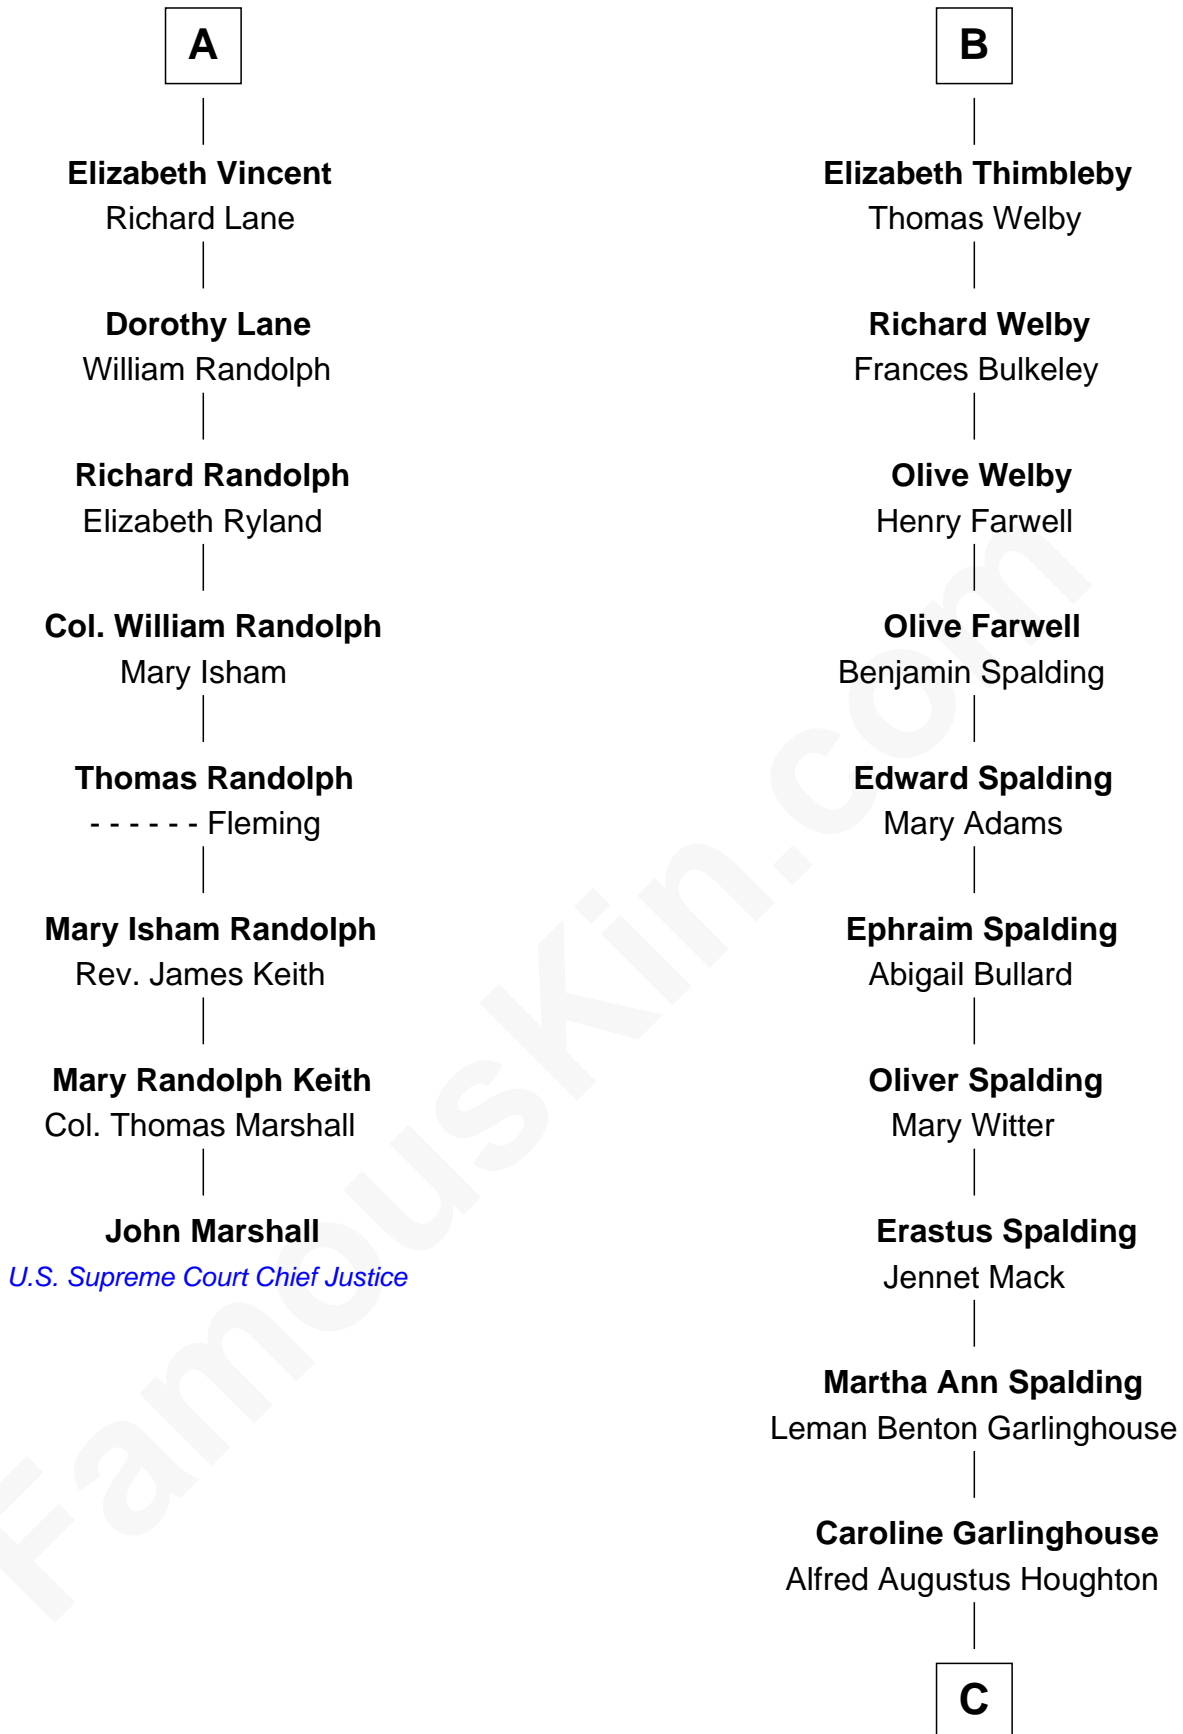 A
Elizabeth Vincent
Richard Lane
Dorothy Lane
William Randolph
Richard Randolph
Elizabeth Ryland
Col. William Randolph
Mary Isham
Thomas Randolph
- - - - - - Fleming
Mary Isham Randolph
Rev. James Keith
Mary Randolph Keith
Col. Thomas Marshall
John Marshall
U.S. Supreme Court Chief Justice
B
Elizabeth Thimbleby
Thomas Welby
Richard Welby
Frances Bulkeley
Olive Welby
Henry Farwell
Olive Farwell
Benjamin Spalding
Edward Spalding
Mary Adams
Ephraim Spalding
Abigail Bullard
Oliver Spalding
Mary Witter
Erastus Spalding
Jennet Mack
Martha Ann Spalding
Leman Benton Garlinghouse
Caroline Garlinghouse
Alfred Augustus Houghton
C
FamousKin.com